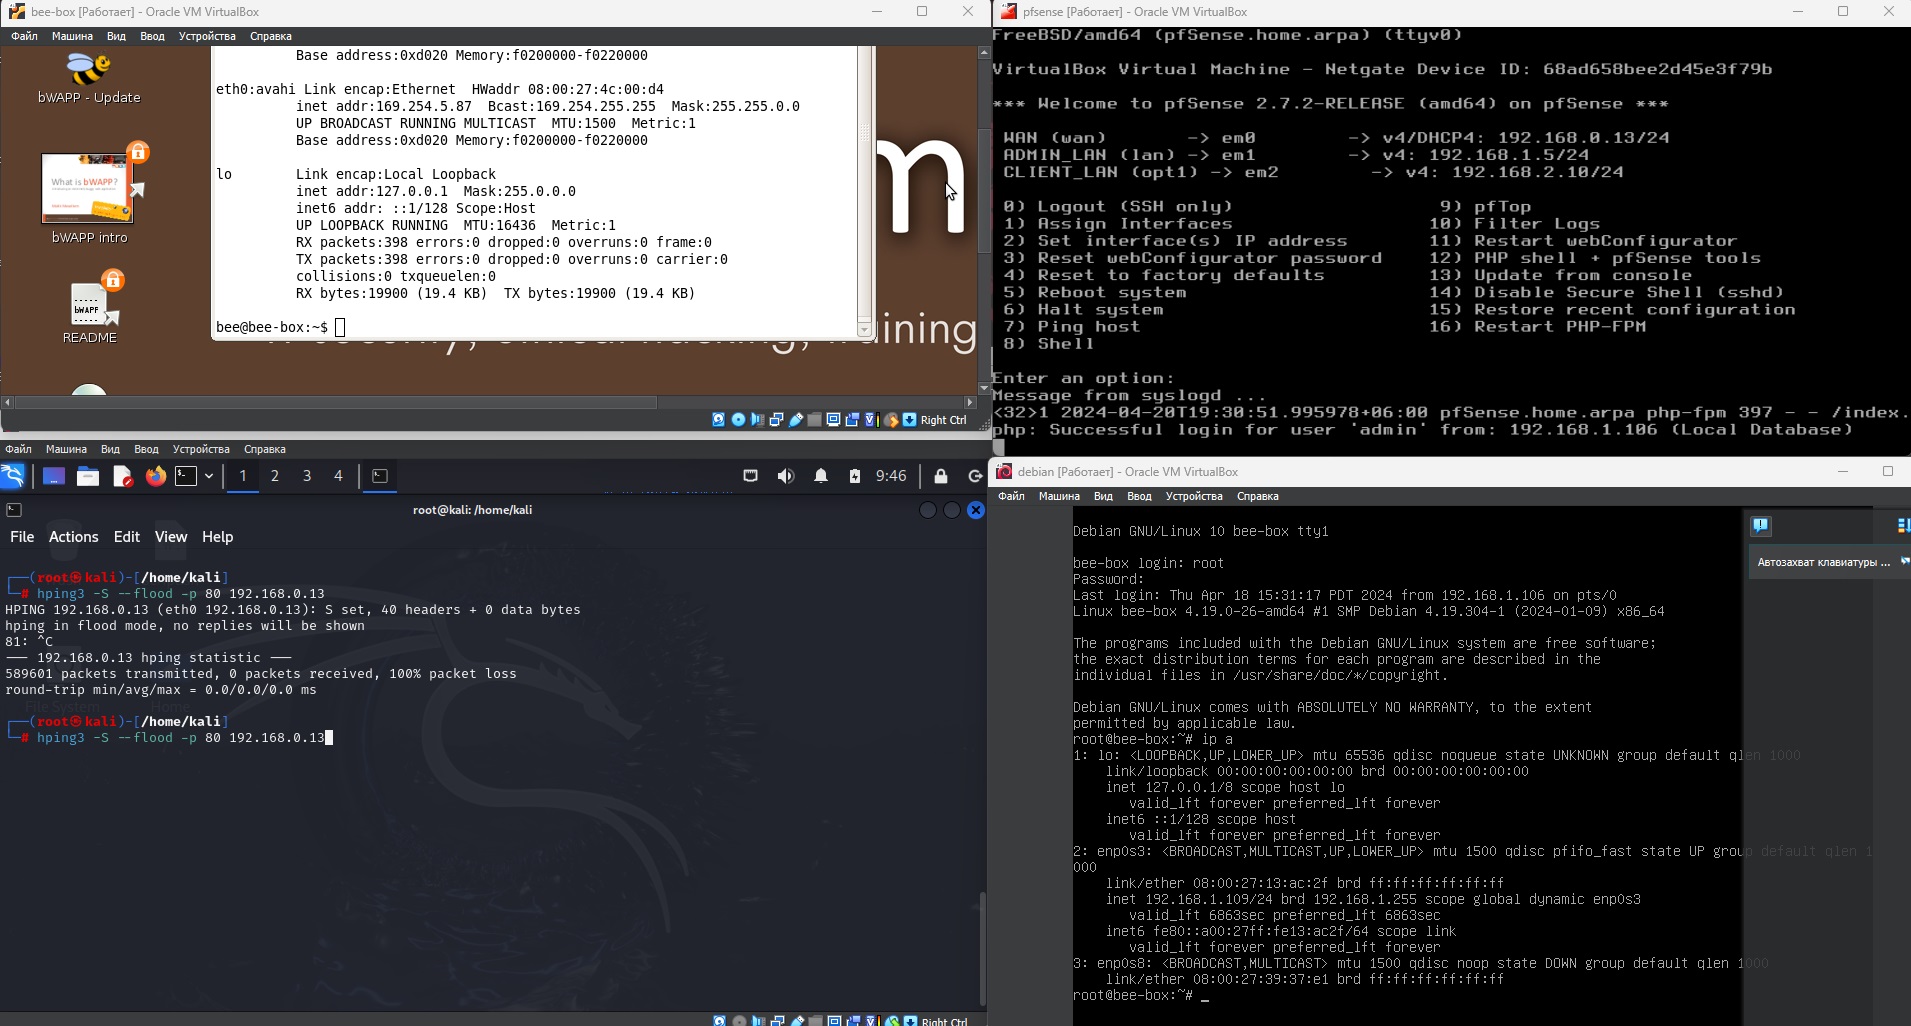 bee-box [Работает] - Oracle VM VirtualBox
Файл Машина Вид Ввод Устройства Справка
bWAPP - Update
What is bWAPP?
bWAPP intro
bWAPP
README
Base address:0xd020 Memory:f0200000-f0220000
eth0:avahi Link encap:Ethernet  HWaddr 08:00:27:4c:00:d4
inet addr:169.254.5.87  Bcast:169.254.255.255  Mask:255.255.0.0
UP BROADCAST RUNNING MULTICAST  MTU:1500  Metric:1
Base address:0xd020 Memory:f0200000-f0220000
lo        Link encap:Local Loopback
inet addr:127.0.0.1  Mask:255.0.0.0
inet6 addr: ::1/128 Scope:Host
UP LOOPBACK RUNNING  MTU:16436  Metric:1
RX packets:398 errors:0 dropped:0 overruns:0 frame:0
TX packets:398 errors:0 dropped:0 overruns:0 carrier:0
collisions:0 txqueuelen:0
RX bytes:19900 (19.4 KB)  TX bytes:19900 (19.4 KB)
bee@bee-box:~$
m
ining
Right Ctrl
pfsense [Работает] - Oracle VM VirtualBox
FreeBSD/amd64 (pfSense.home.arpa) (ttyv0)
VirtualBox Virtual Machine - Netgate Device ID: 68ad658bee2d45e3f79b
*** Welcome to pfSense 2.7.2-RELEASE (amd64) on pfSense ***
WAN (wan)       -> em0        -> v4/DHCP4: 192.168.0.13/24
ADMIN_LAN (lan) -> em1        -> v4: 192.168.1.5/24
CLIENT_LAN (opt1) -> em2          -> v4: 192.168.2.10/24
0) Logout (SSH only)                  9) pfTop
1) Assign Interfaces                 10) Filter Logs
2) Set interface(s) IP address       11) Restart webConfigurator
3) Reset webConfigurator password    12) PHP shell + pfSense tools
4) Reset to factory defaults         13) Update from console
5) Reboot system                     14) Disable Secure Shell (sshd)
6) Halt system                       15) Restore recent configuration
7) Ping host                         16) Restart PHP-FPM
8) Shell
Enter an option:
Message from syslogd ...
<32>1 2024-04-20T19:30:51.995978+06:00 pfSense.home.arpa php-fpm 397 - - /index.
php: Successful login for user 'admin' from: 192.168.1.106 (Local Database)
Файл Машина Вид Ввод Устройства Справка
1 2 3 4 9:46
root@kali: /home/kali
File Actions Edit View Help
(root㉿kali)-[/home/kali]
# hping3 -S --flood -p 80 192.168.0.13
HPING 192.168.0.13 (eth0 192.168.0.13): S set, 40 headers + 0 data bytes
hping in flood mode, no replies will be shown
81: ^C
--- 192.168.0.13 hping statistic ---
589601 packets transmitted, 0 packets received, 100% packet loss
round-trip min/avg/max = 0.0/0.0/0.0 ms
File System Home
(root㉿kali)-[/home/kali]
# hping3 -S --flood -p 80 192.168.0.13
Right Ctrl
debian [Работает] - Oracle VM VirtualBox
Файл Машина Вид Ввод Устройства Справка
Автозахват клавиатуры ...
Debian GNU/Linux 10 bee-box tty1
bee-box login: root
Password:
Last login: Thu Apr 18 15:31:17 PDT 2024 from 192.168.1.106 on pts/0
Linux bee-box 4.19.0-26-amd64 #1 SMP Debian 4.19.304-1 (2024-01-09) x86_64
The programs included with the Debian GNU/Linux system are free software;
the exact distribution terms for each program are described in the
individual files in /usr/share/doc/*/copyright.
Debian GNU/Linux comes with ABSOLUTELY NO WARRANTY, to the extent
permitted by applicable law.
root@bee-box:~# ip a
1: lo: <LOOPBACK,UP,LOWER_UP> mtu 65536 qdisc noqueue state UNKNOWN group default qlen 1000
link/loopback 00:00:00:00:00:00 brd 00:00:00:00:00:00
inet 127.0.0.1/8 scope host lo
valid_lft forever preferred_lft forever
inet6 ::1/128 scope host
valid_lft forever preferred_lft forever
2: enp0s3: <BROADCAST,MULTICAST,UP,LOWER_UP> mtu 1500 qdisc pfifo_fast state UP group default qlen 1
000
link/ether 08:00:27:13:ac:2f brd ff:ff:ff:ff:ff:ff
inet 192.168.1.109/24 brd 192.168.1.255 scope global dynamic enp0s3
valid_lft 6863sec preferred_lft 6863sec
inet6 fe80::a00:27ff:fe13:ac2f/64 scope link
valid_lft forever preferred_lft forever
3: enp0s8: <BROADCAST,MULTICAST> mtu 1500 qdisc noop state DOWN group default qlen 1000
link/ether 08:00:27:39:37:e1 brd ff:ff:ff:ff:ff:ff
root@bee-box:~# _